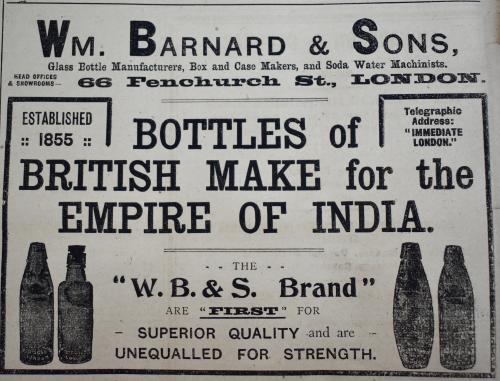 WM. BARNARD & SONS,
Glass Bottle Manufacturers, Box and Case Makers, and Soda Water Machinists.
HEAD OFFICES & SHOWROOMS— 66 Fenchurch St., LONDON.
ESTABLISHED
:: 1855 ::
Telegraphic
Address:
"IMMEDIATE
LONDON."
BOTTLES of
BRITISH MAKE for the
EMPIRE OF INDIA.
- - THE - -
"W. B. & S. Brand"
ARE "FIRST" FOR
- SUPERIOR QUALITY and are -
UNEQUALLED FOR STRENGTH.